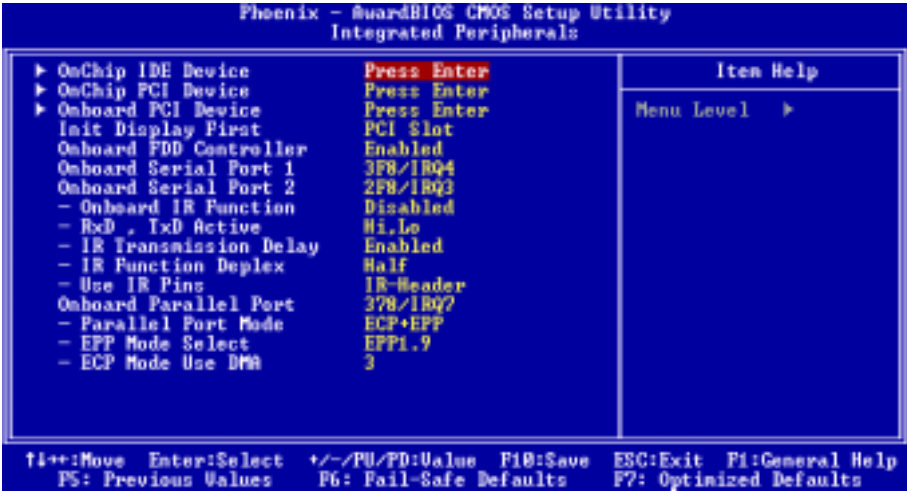 Phoenix - AwardBIOS CMOS Setup Utility
Integrated Peripherals
► OnChip IDE Device Press Enter Item Help
► OnChip PCI Device Press Enter
► Onboard PCI Device Press Enter Menu Level ►
Init Display First PCI Slot
Onboard FDD Controller Enabled
Onboard Serial Port 1 3F8/IRQ4
Onboard Serial Port 2 2F8/IRQ3
- Onboard IR Function Disabled
- RxD , TxD Active Hi,Lo
- IR Transmission Delay Enabled
- IR Function Deplex Half
- Use IR Pins IR-Header
Onboard Parallel Port 378/IRQ7
- Parallel Port Mode ECP+EPP
- EPP Mode Select EPP1.9
- ECP Mode Use DMA 3
↑↓→←:Move Enter:Select +/-/PU/PD:Value F10:Save ESC:Exit F1:General Help
F5: Previous Values F6: Fail-Safe Defaults F7: Optimized Defaults